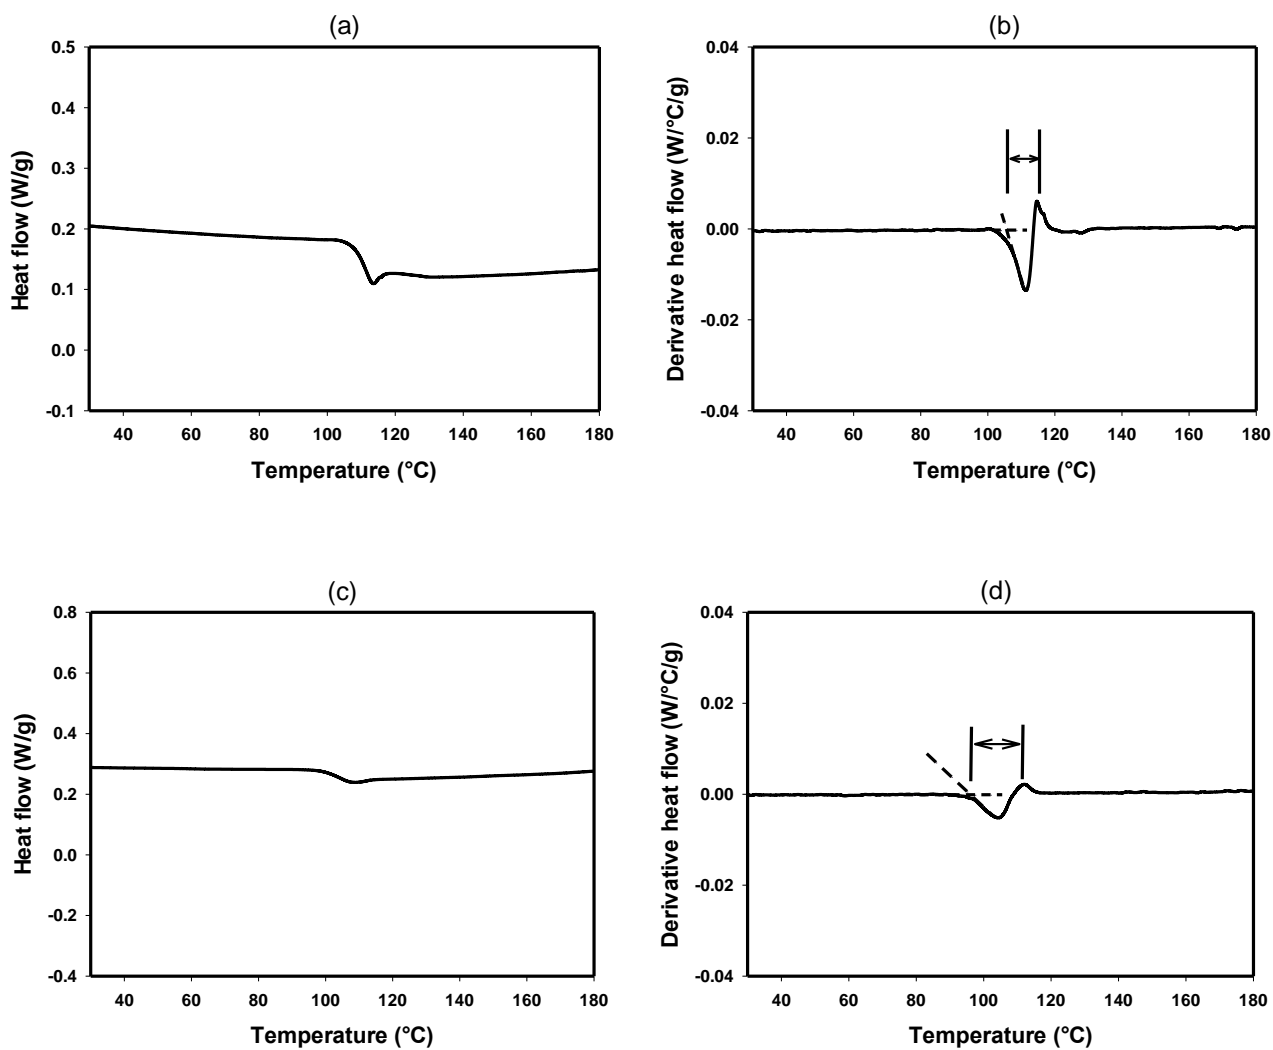 (a)
Heat flow (W/g)
0.5
0.4
0.3
0.2
0.1
0.0
-0.1
40 60 80 100 120 140 160 180
Temperature (°C)
(b)
Derivative heat flow (W/°C/g)
0.04
0.02
0.00
-0.02
-0.04
40 60 80 100 120 140 160 180
Temperature (°C)
(c)
Heat flow (W/g)
0.8
0.6
0.4
0.2
0.0
-0.2
-0.4
40 60 80 100 120 140 160 180
Temperature (°C)
(d)
Derivative heat flow (W/°C/g)
0.04
0.02
0.00
-0.02
-0.04
40 60 80 100 120 140 160 180
Temperature (°C)